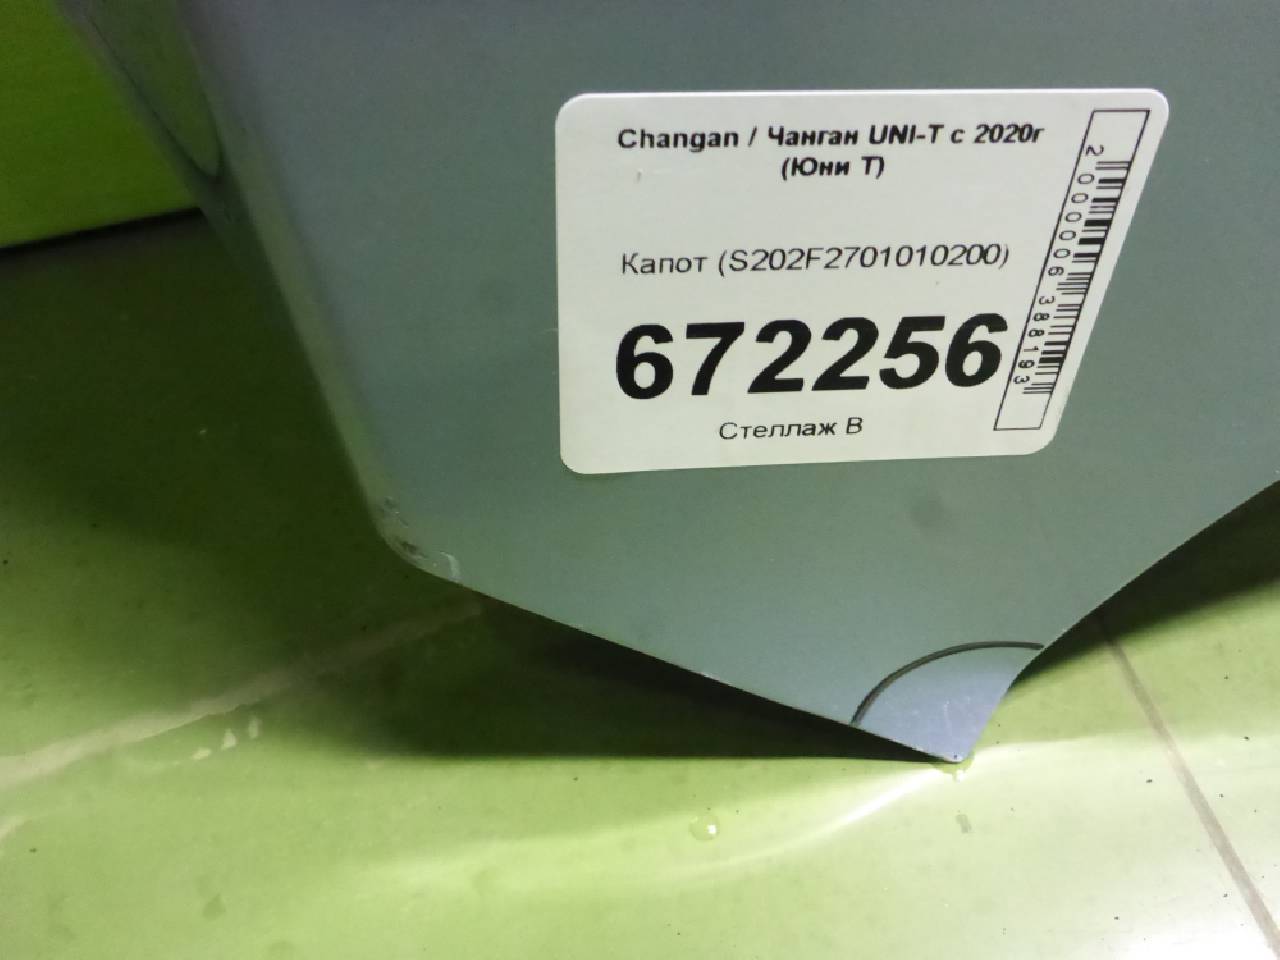 Changan / Чанган UNI-T с 2020г
(Юни Т)
Капот (S202F2701010200)
672256
Стеллаж В
2000006388193